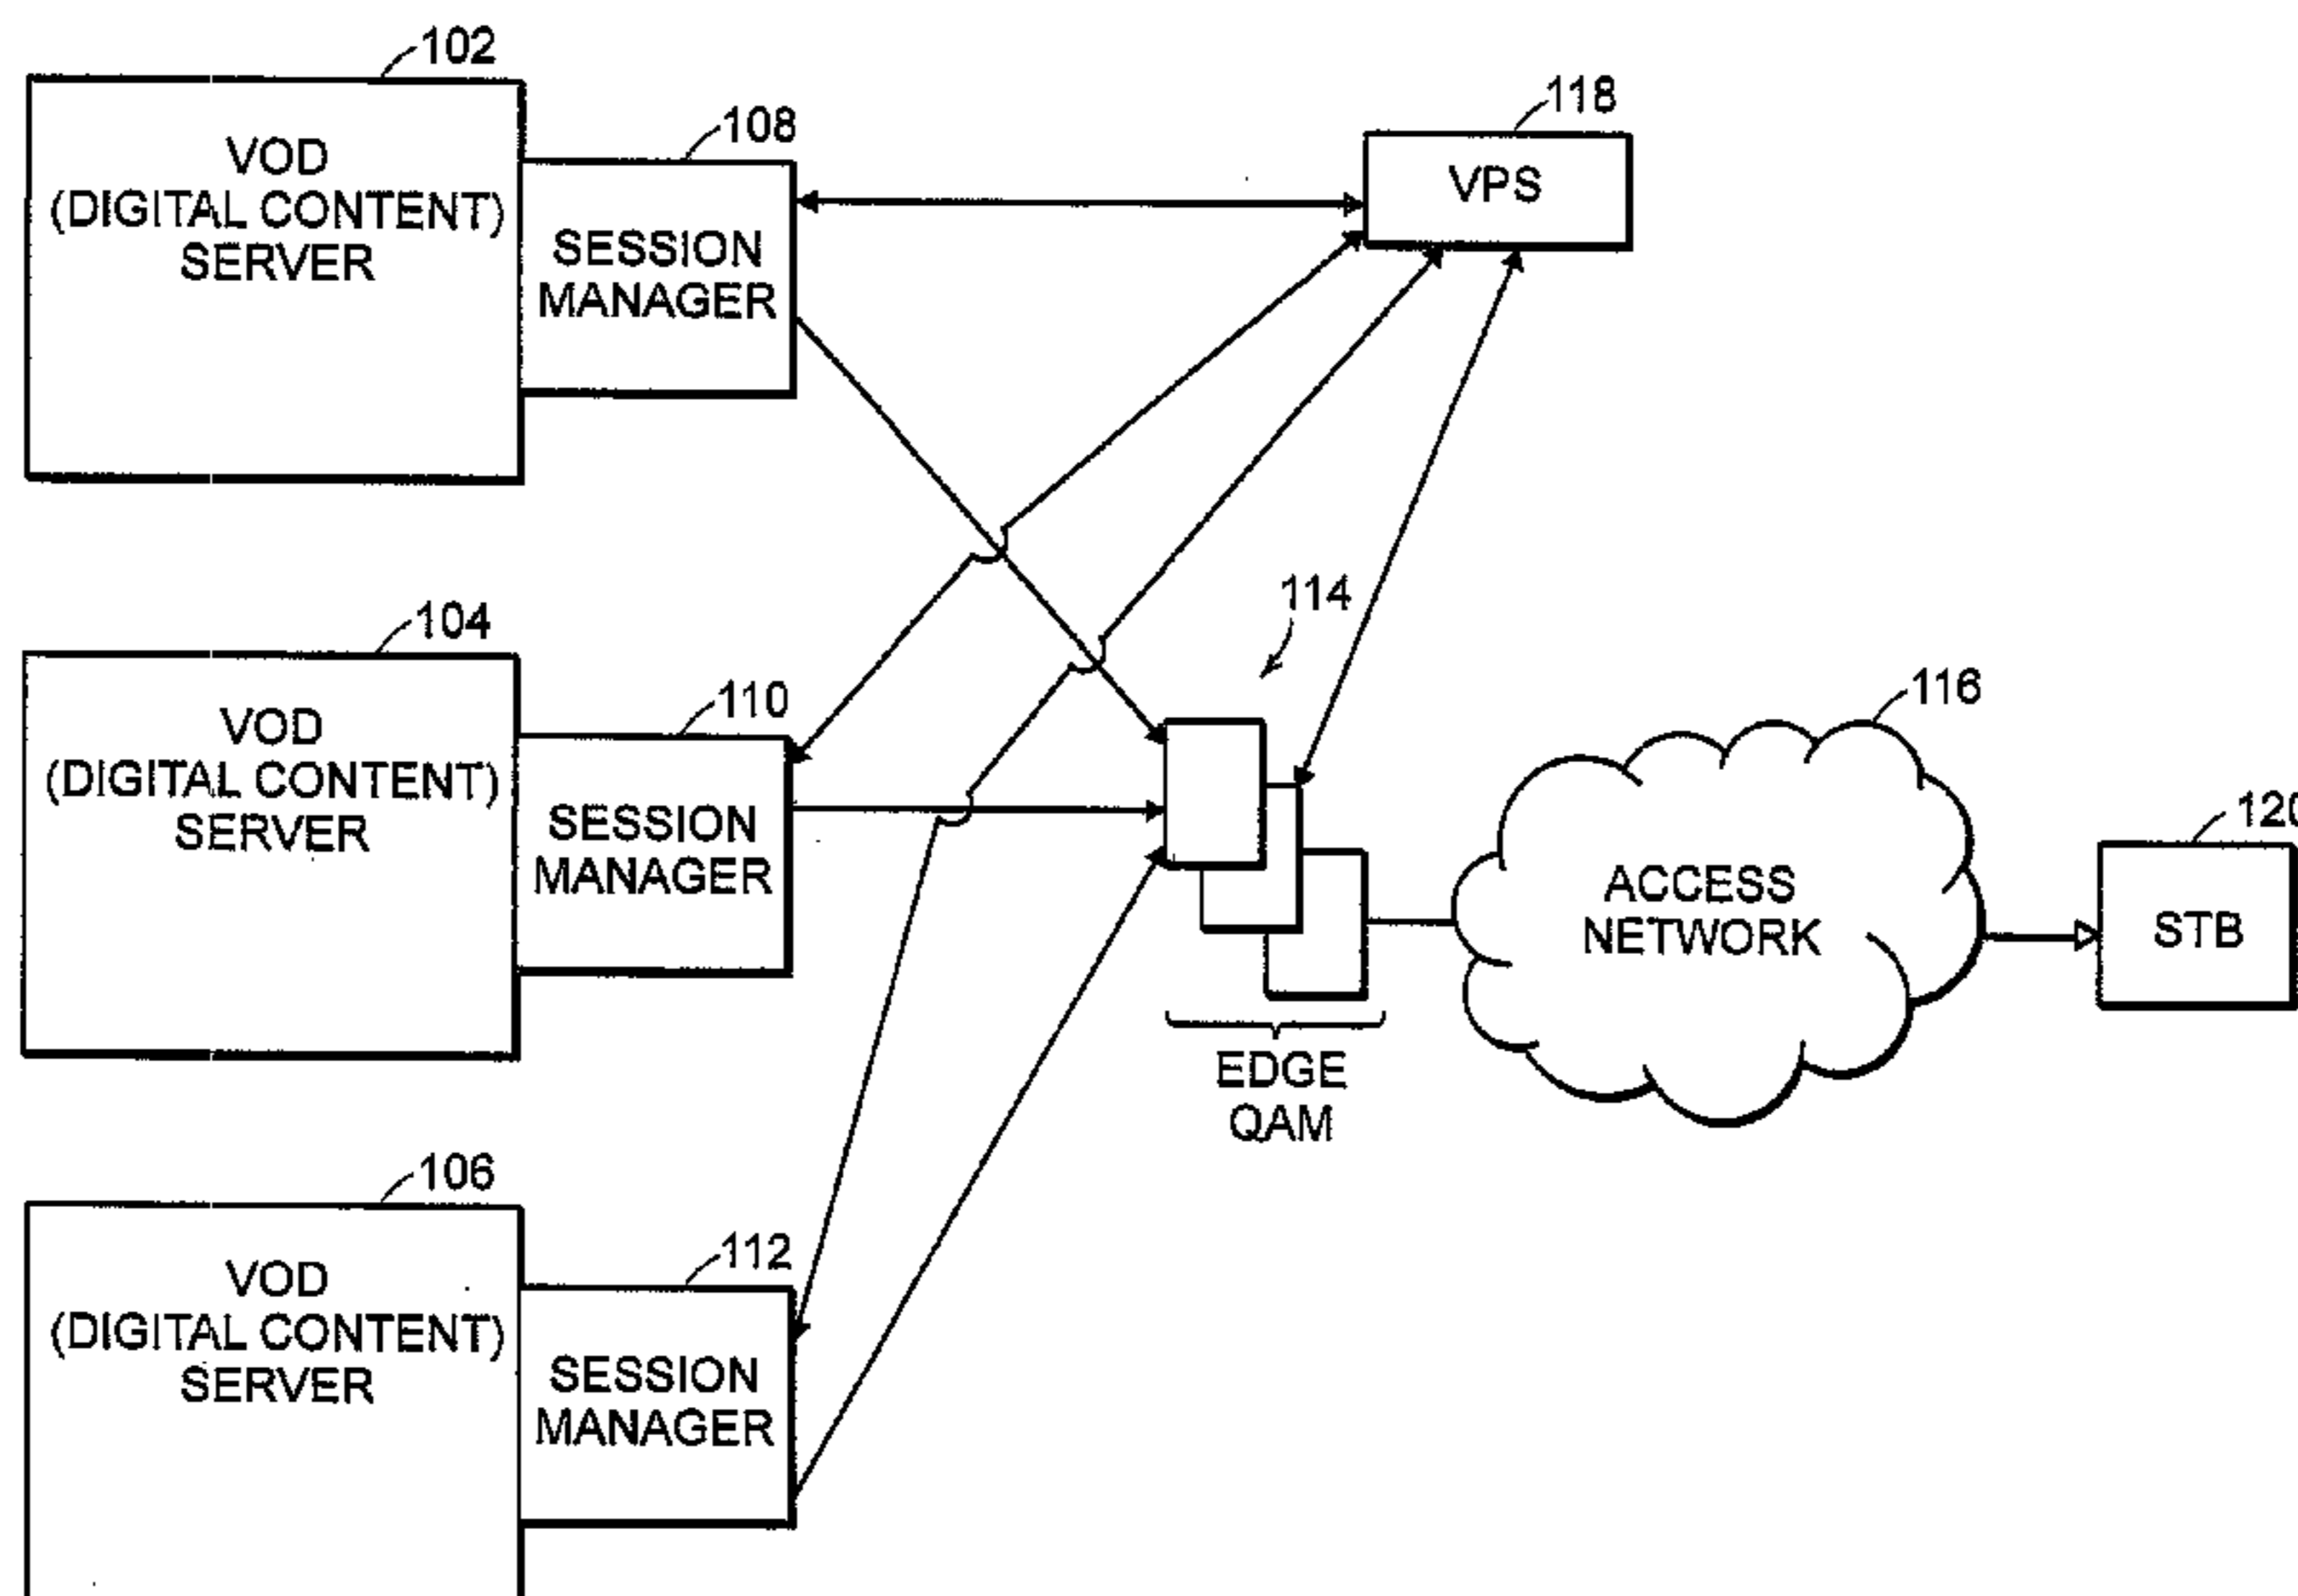 102
VOD
(DIGITAL CONTENT)
SERVER
108
SESSION
MANAGER
118
VPS
104
VOD
(DIGITAL CONTENT)
SERVER
110
SESSION
MANAGER
114
EDGE
QAM
116
ACCESS
NETWORK
120
STB
106
VOD
(DIGITAL CONTENT)
SERVER
112
SESSION
MANAGER